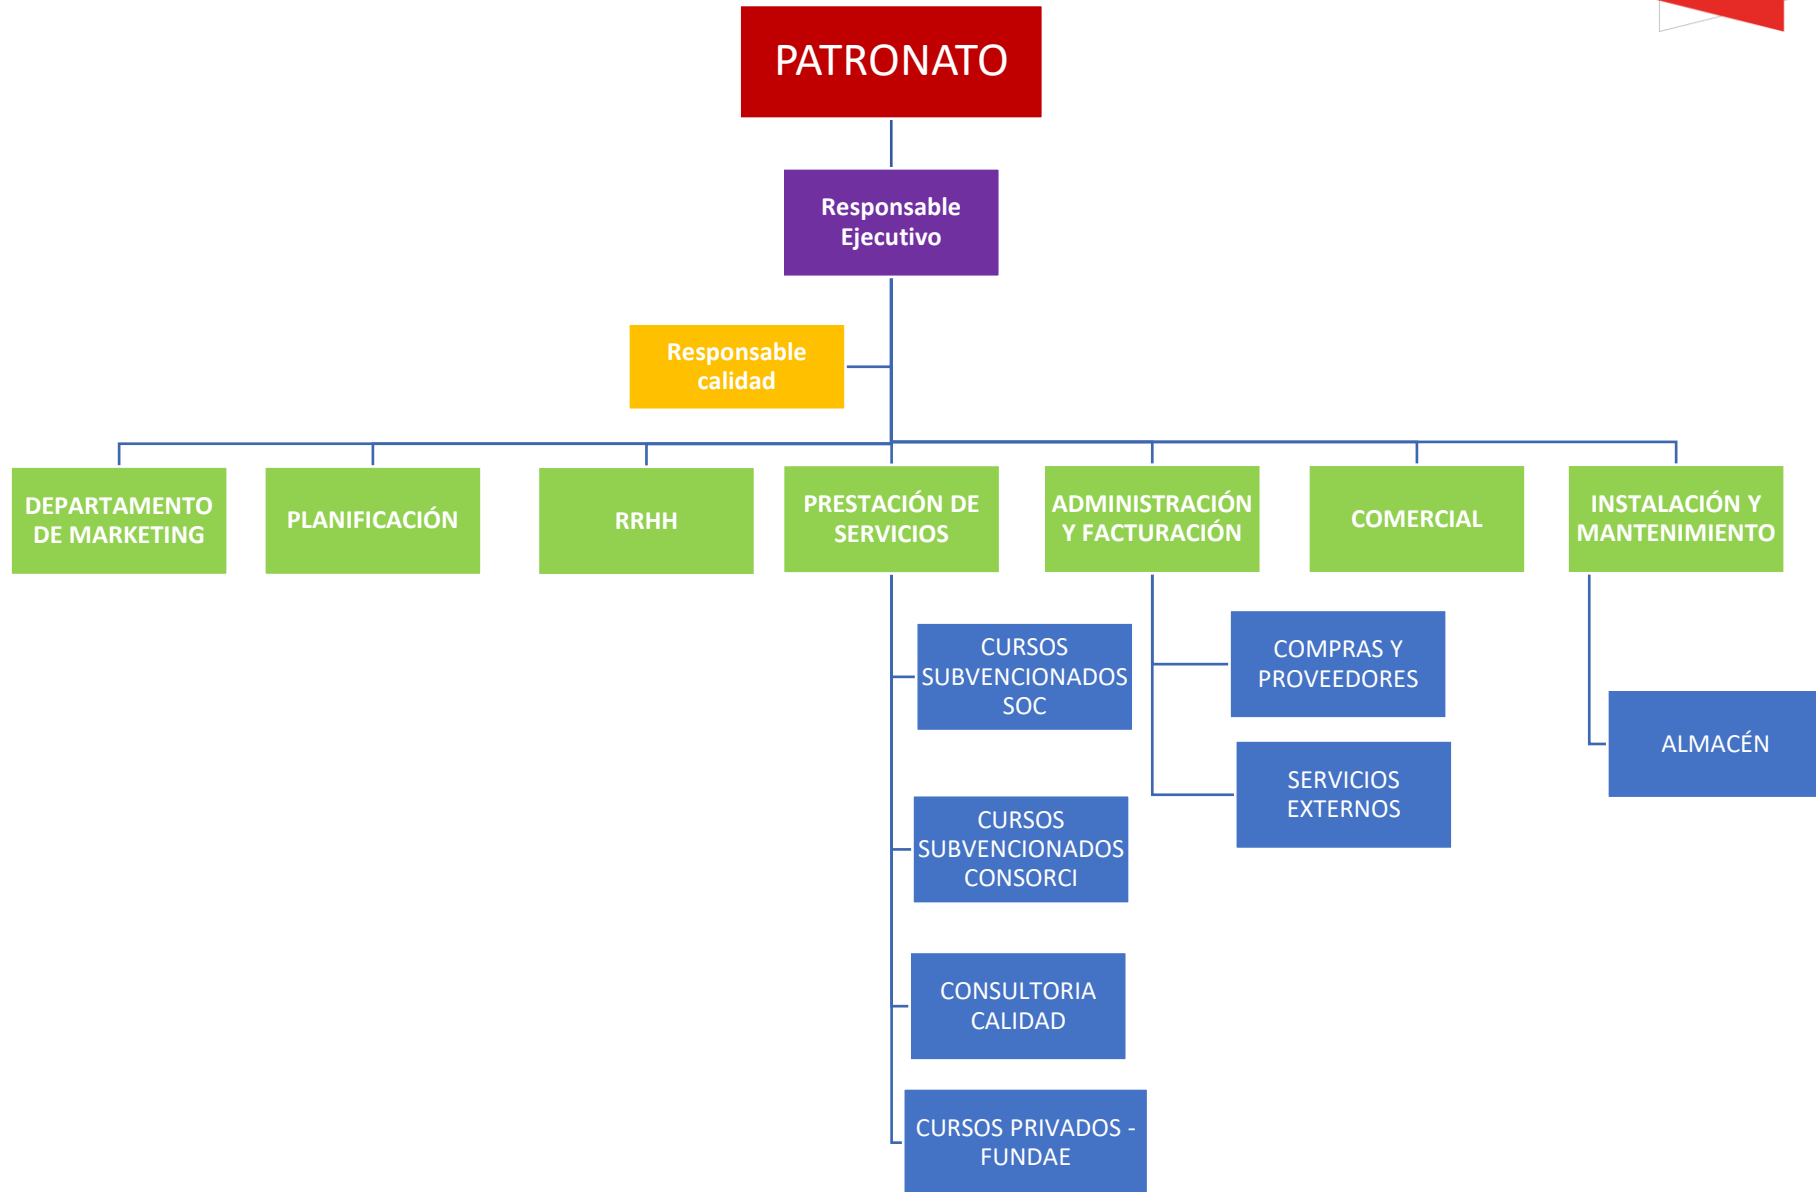 PATRONATO
Responsable
Ejecutivo
Responsable
calidad
DEPARTAMENTO
DE MARKETING
PLANIFICACIÓN
RRHH
PRESTACIÓN DE
SERVICIOS
ADMINISTRACIÓN
Y FACTURACIÓN
COMERCIAL
INSTALACIÓN Y
MANTENIMIENTO
CURSOS
SUBVENCIONADOS
SOC
CURSOS
SUBVENCIONADOS
CONSORCI
CONSULTORIA
CALIDAD
CURSOS PRIVADOS -
FUNDAE
COMPRAS Y
PROVEEDORES
SERVICIOS
EXTERNOS
ALMACÉN